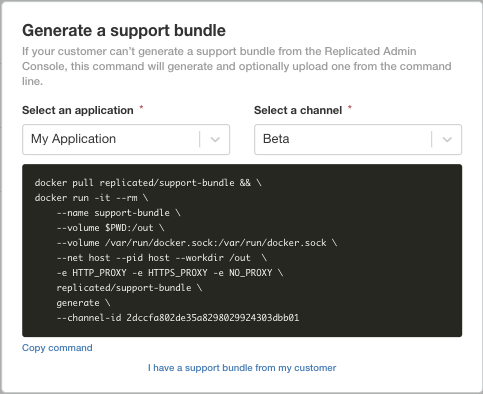 Generate a support bundle
If your customer can't generate a support bundle from the Replicated Admin
Console, this command will generate and optionally upload one from the command
line.
Select an application *
Select a channel *
My Application
Beta
docker pull replicated/support-bundle && \
docker run -it --rm \
--name support-bundle \
--volume $PWD:/out \
--volume /var/run/docker.sock:/var/run/docker.sock \
--net host --pid host --workdir /out \
-e HTTP_PROXY -e HTTPS_PROXY -e NO_PROXY \
replicated/support-bundle \
generate \
--channel-id 2dccfa802de35a8298029924303dbb01
Copy command
I have a support bundle from my customer